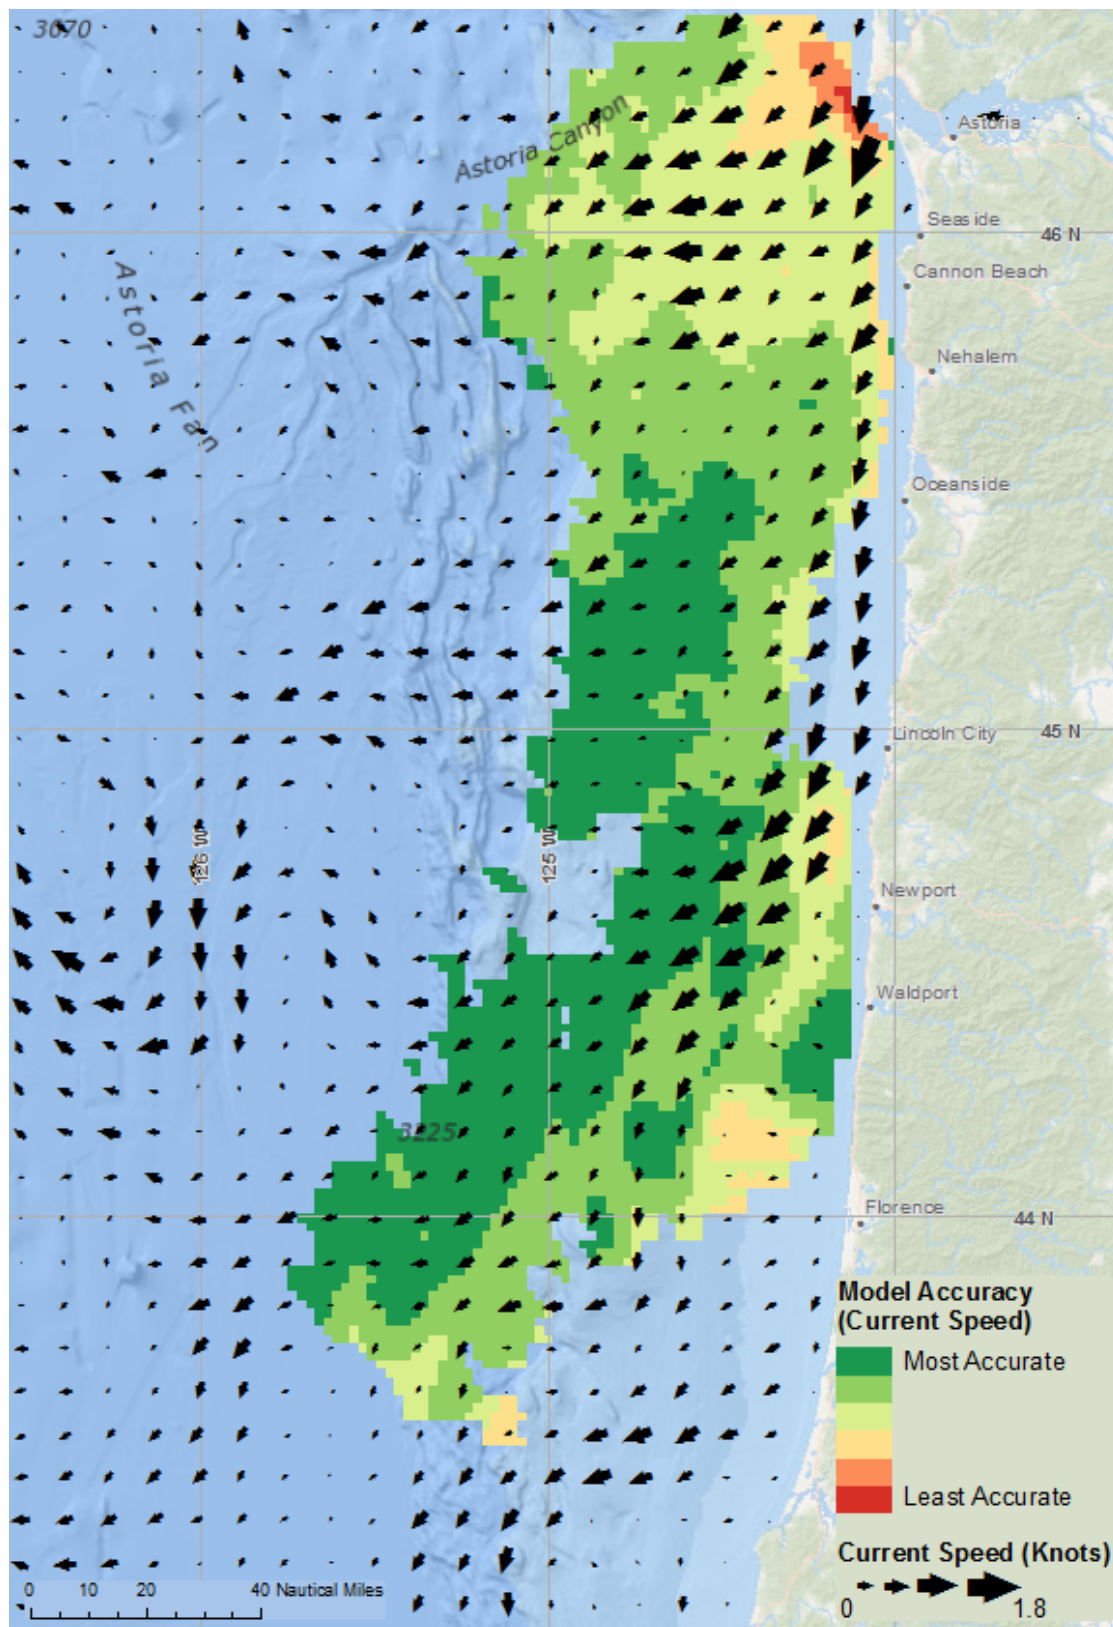 3070
Astoria
Astoria Canyon
Seaside
46 N
Cannon Beach
Astoria Fan
Nehalem
Oceanside
45 N
Lincoln City
126 W
125 W
Newport
Waldport
3225
Florence
44 N
Model Accuracy
(Current Speed)
Most Accurate
Least Accurate
Current Speed (Knots)
0 1.8
0 10 20 40 Nautical Miles